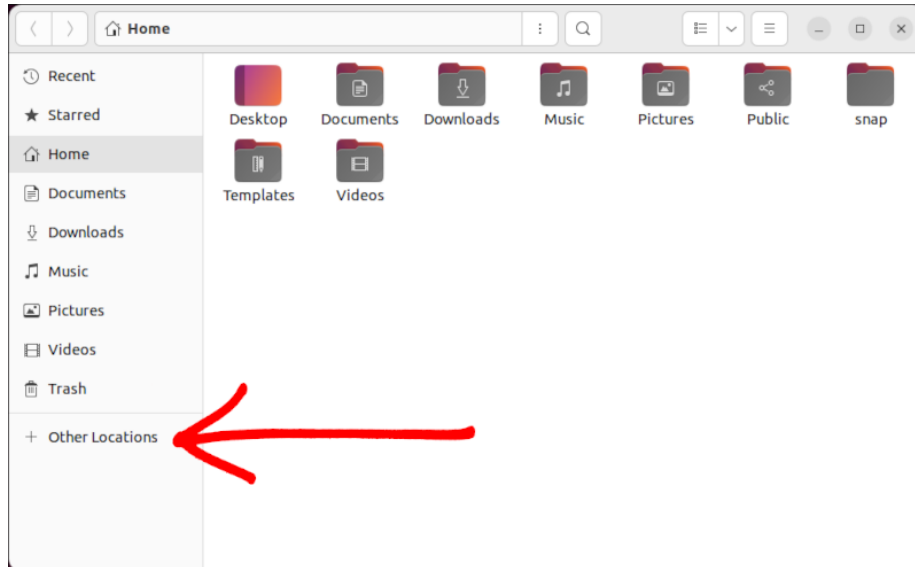 Home
Recent
Starred
Home
Documents
Downloads
Music
Pictures
Videos
Trash
Other Locations
Desktop Documents Downloads Music Pictures Public snap
Templates Videos